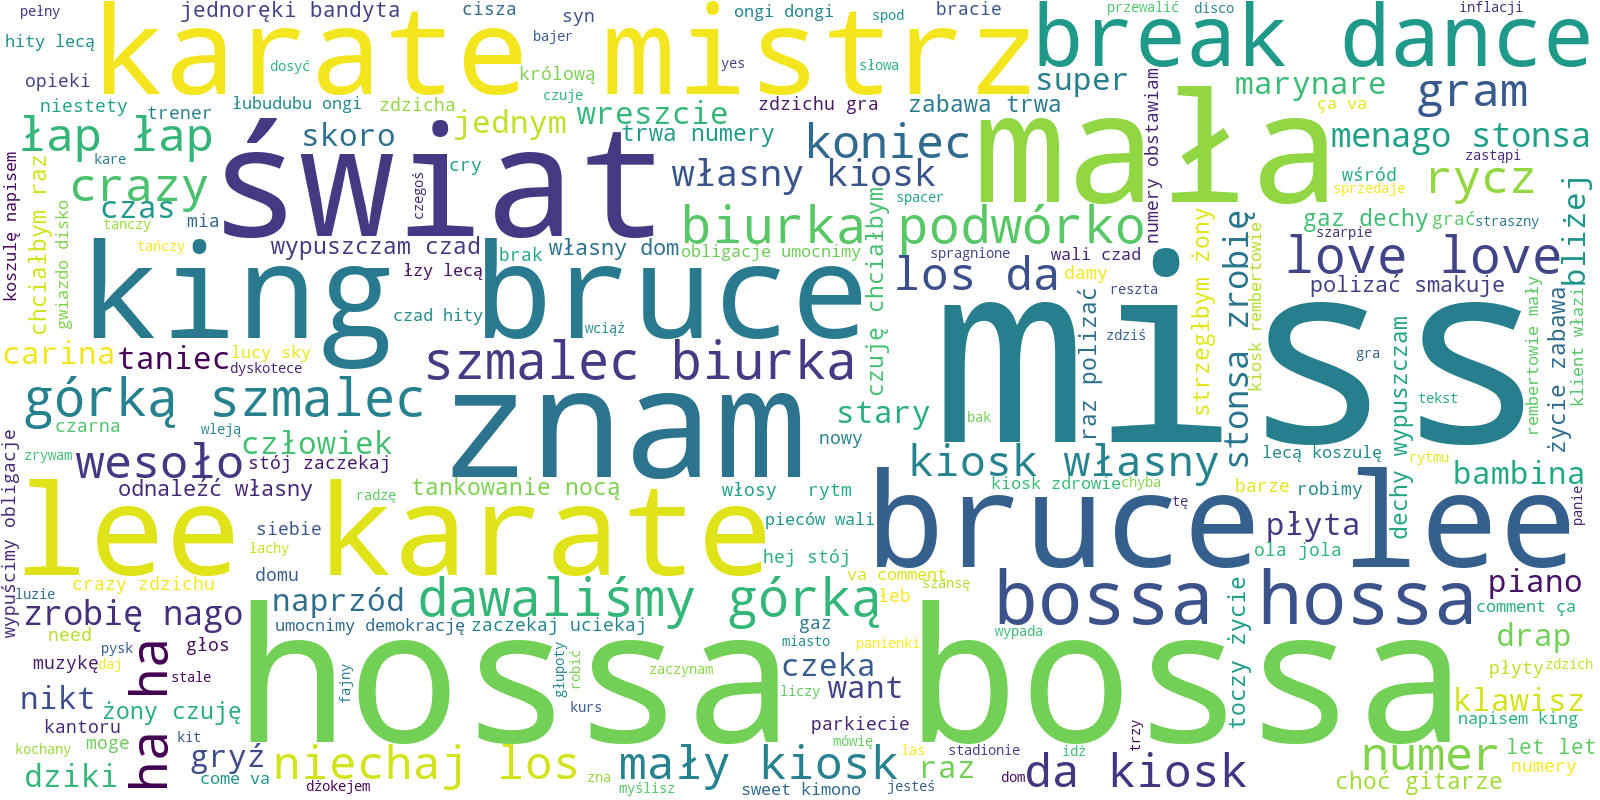 pełny
jednoręki bandyta
cisza
syn
ongi dongi
spod
bracie
przewalić
disco
inflacji
hity lecą
karate mistrz
bajer
break dance
opieki
dosyć
królową
yes
słowa
super
marynare
gram
niestety
trener
łubudubu ongi
zdzicha
czuje
wreszcie
zdzichu gra
zabawa trwa
numery obstawiam
ça va
łap łap
skoro
jednym
trwa numery
koniec
mała
menago stonsa
kare
świat
cry
czegoś
własny kiosk
zastąpi
wśród
sprzedaję
rycz
koszulę napisem
chciałbym raz
crazy
czas
mia
tanczy
tańczy
gwiazdo disko
biurka
spacer
podwórko
gaz dechy
grać
straszny
bliżej
wypuszczam czad
brak
własny dom
obligacje umocnimy
czuję chciałbym
spragnione
wali czad
szarpie
love love
king bruce
łzy lecą
los da
damy
reszta
miss
polizać smakuje
czad hity
wciąż
raz polizać
zdziś
strzegłbym żony
stonsa zrobię
kiosk rembertowie
gra
rembertowie mały
życie zabawa
klient włazi
carina
taniec
lucy sky
dyskotece
szmalec biurka
górką szmalec
znam
stary
bak
tekst
dechy wypuszczam
czarna
wleją
człowiek
nowy
zrywam
wesoło
stój zaczekaj
kiosk własny
lecą koszulę
rytmu
bambina
wypuścimy obligacje
odnaleźć własny
radzę
tankowanie nocą
włosy
rytm
kiosk zdrowie
chyba
tę
barze
robimy
panie
lee karate
siebie
łachy
pieców wali
bruce lee
płyta
hej stój
ola jola
crazy zdzichu
domu
va comment
szansę
piano
luzie
zrobię nago
naprzód
dawaliśmy górką
łeb
bossa hossa
comment ça
need
umocnimy demokrację
zaczekaj uciekaj
gaz
wypada
toczy życie
drap
pysk
głos
miasto
panienki
muzykę
daj
ha ha
stale
hossa bossa
fajny
głupoty
robić
zaczynam
czeka
liczy
want
płyty
zdzich
nikt
żony czuję
kurs
klawisz
kantoru
kit
parkiecie
napisem king
kochany
moge
gryź
mówię
las
stadionie
idź
trzy
numer
let let
dziki
come va
dżokejem
niechaj los
zna
mały kiosk
myślisz
sweet kimono
jesteś
raz
dom
da kiosk
choć gitarze
numery